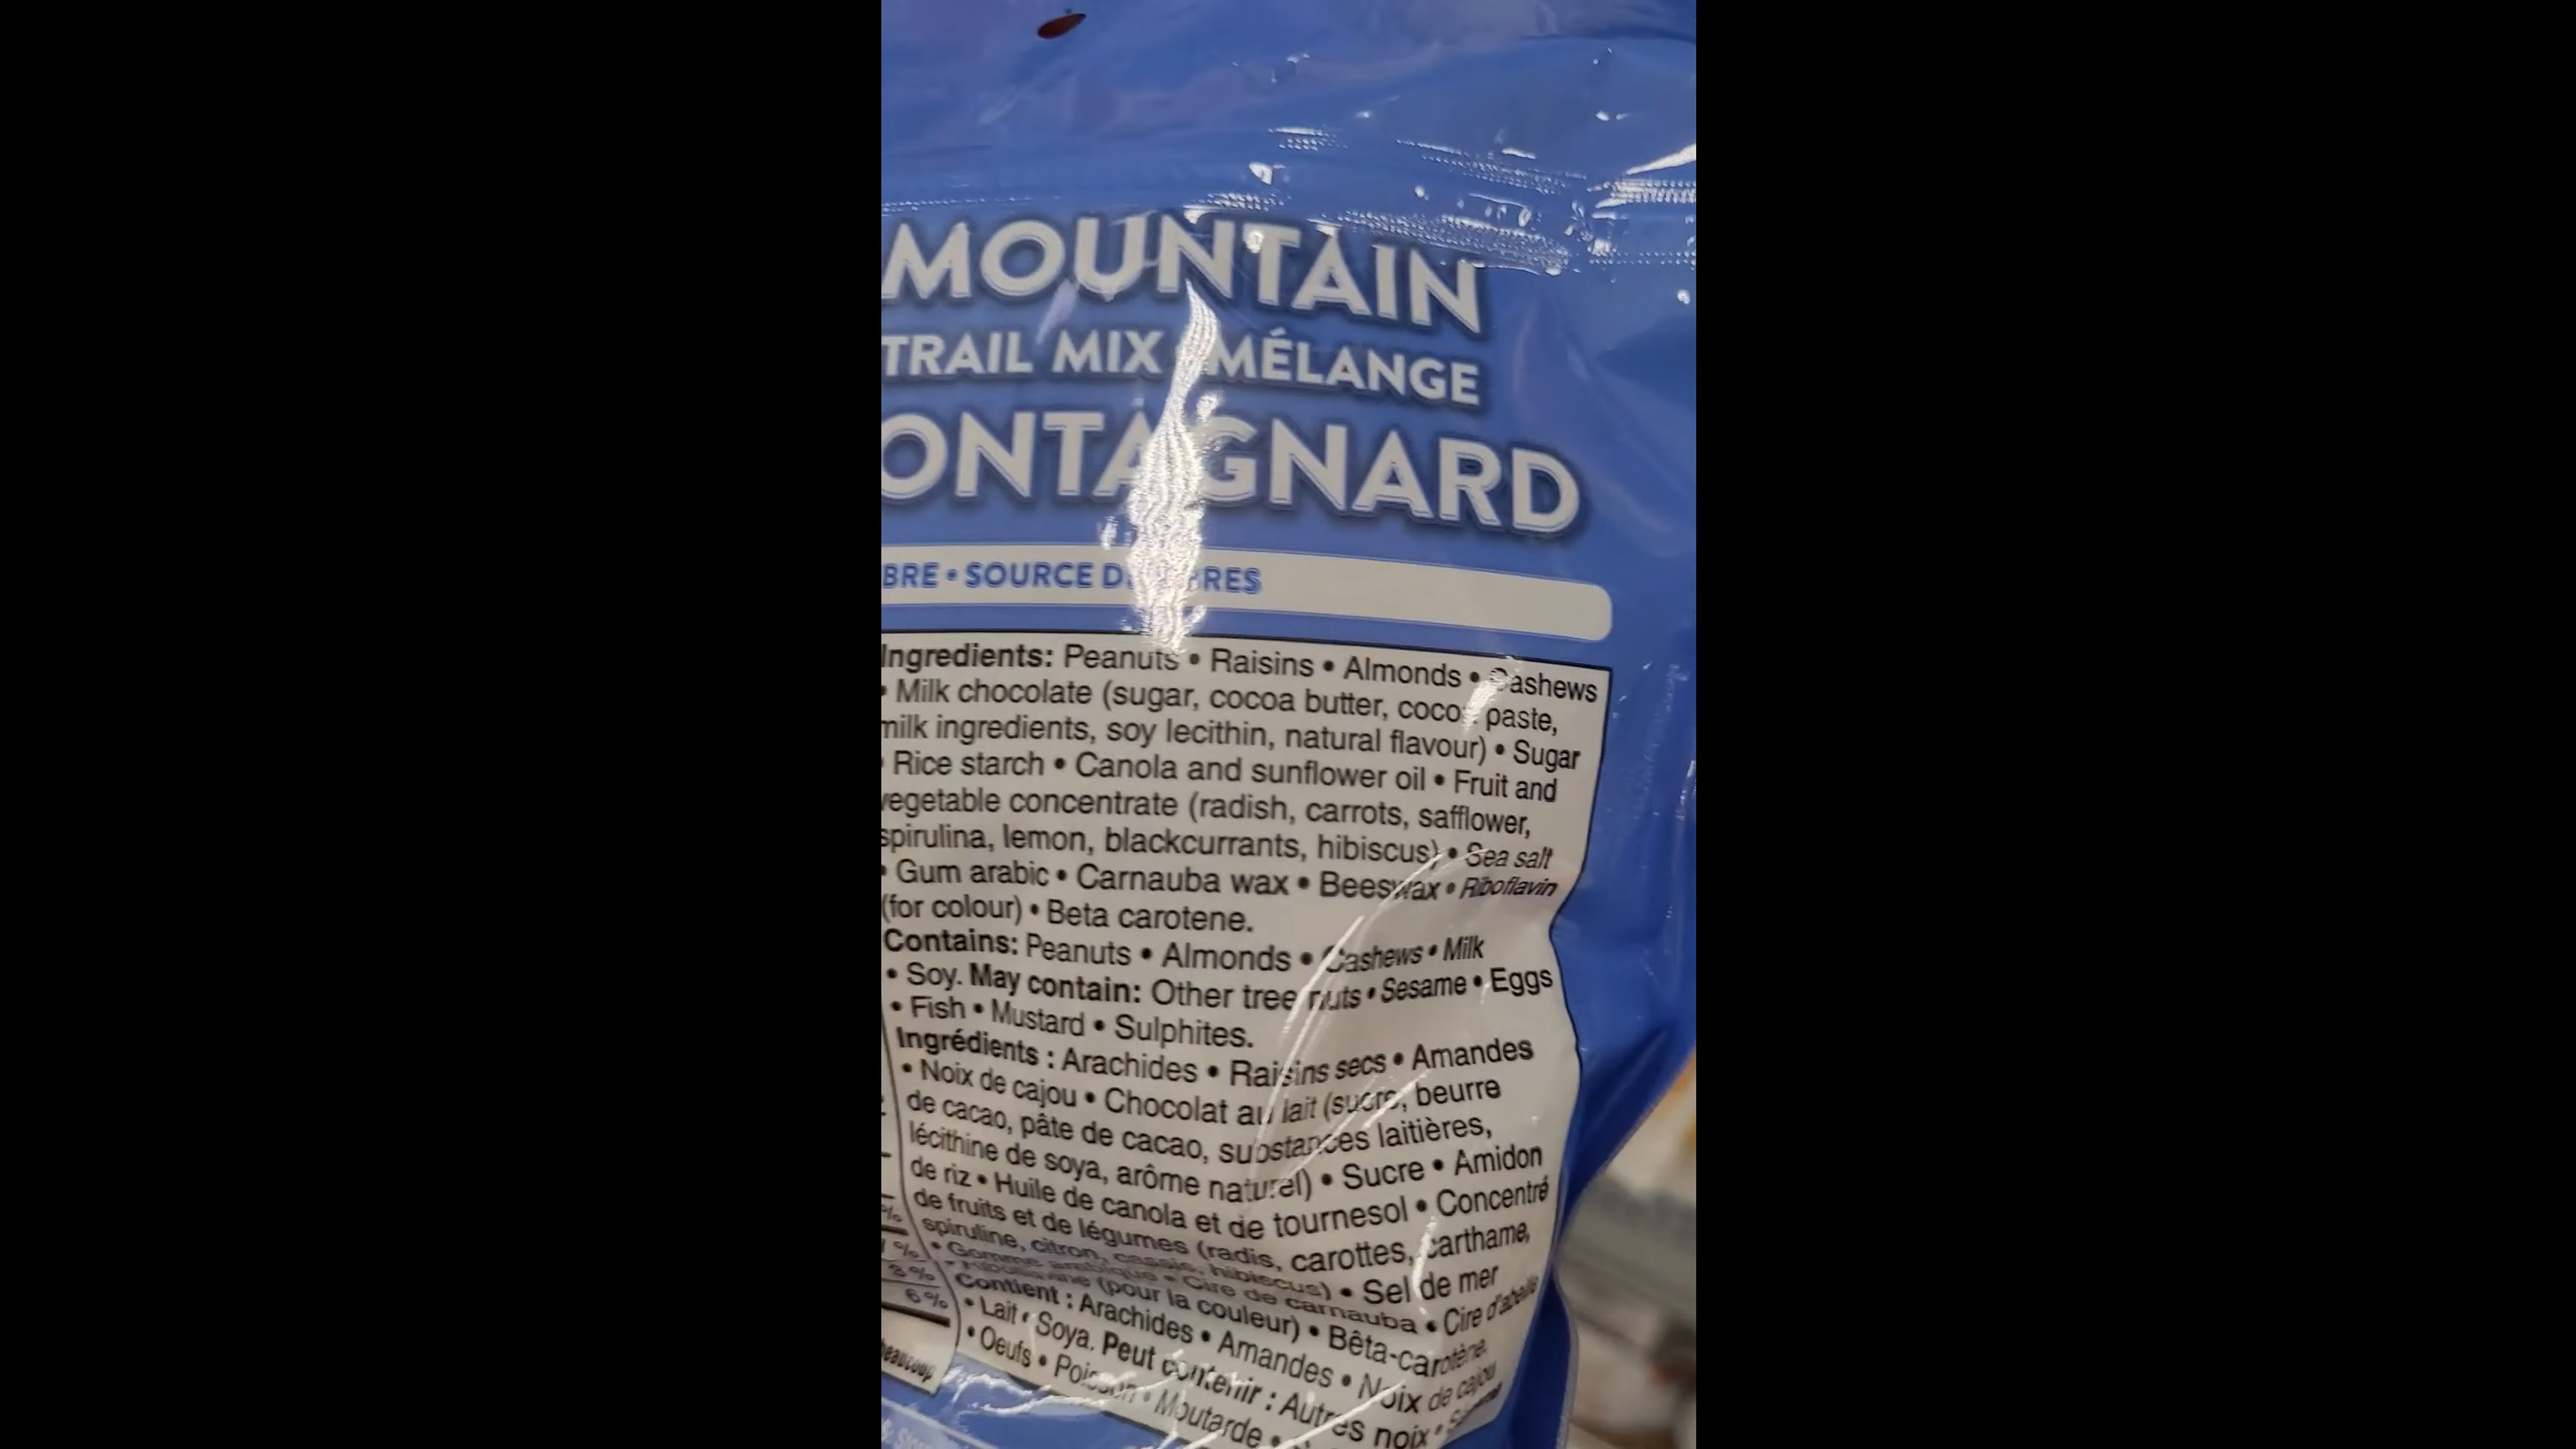 MOUNTAIN
TRAIL MIX MÉLANGE
ONTAGNARD
BRE • SOURCE D RES
Ingredients: Peanuts • Raisins • Almonds • Cashews
• Milk chocolate (sugar, cocoa butter, cocoa paste,
milk ingredients, soy lecithin, natural flavour) • Sugar
• Rice starch • Canola and sunflower oil • Fruit and
vegetable concentrate (radish, carrots, safflower,
spirulina, lemon, blackcurrants, hibiscus) • Sea salt
• Gum arabic • Carnauba wax • Beeswax • Riboflavin
(for colour) • Beta carotene.
Contains: Peanuts • Almonds • Cashews • Milk
• Soy. May contain: Other tree nuts • Sesame • Eggs
• Fish • Mustard • Sulphites.
Ingrédients : Arachides • Raisins secs • Amandes
• Noix de cajou • Chocolat au lait (sucre, beurre
de cacao, pâte de cacao, substances laitières,
lécithine de soya, arôme naturel) • Sucre • Amidon
de riz • Huile de canola et de tournesol • Concentré
de fruits et de légumes (radis, carottes, carthame,
spiruline, citron, cassis, hibiscus) • Sel de mer
• Gomme arabique • Cire de carnauba • Cire d'abeille
• Riboflavine (pour la couleur) • Bêta-carotène.
Contient : Arachides • Amandes • Noix de cajou
• Lait • Soya. Peut contenir : Autres noix •
• Oeufs • Poisson • Moutarde •
%
%
3 %
6 %
beaucoup